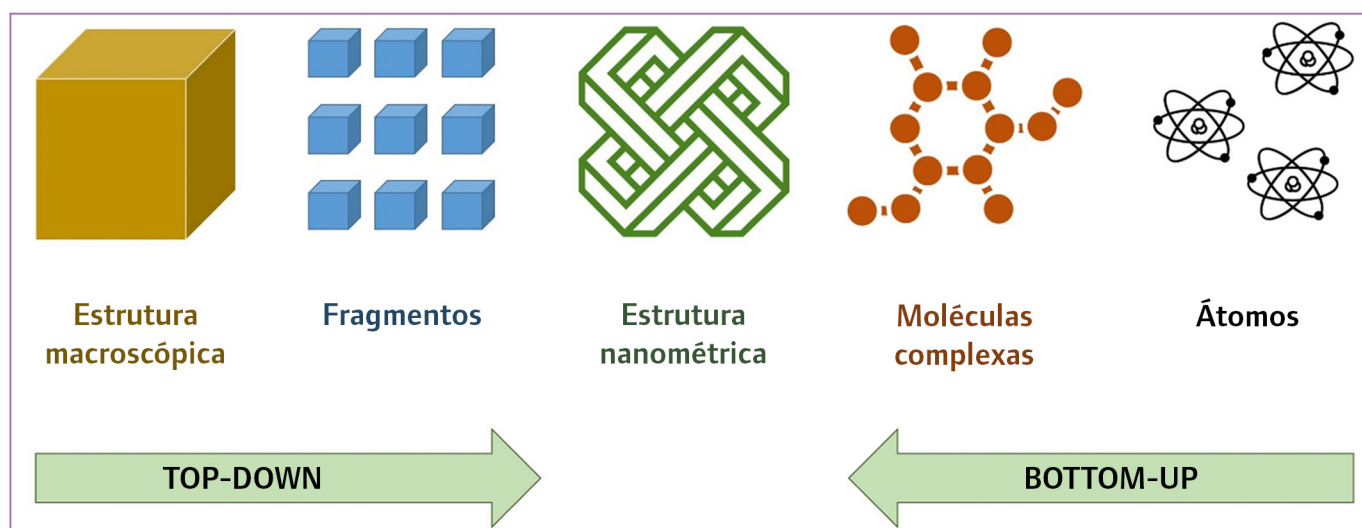 Estrutura
macroscópica
Fragmentos
Estrutura
nanométrica
Moléculas
complexas
Átomos
TOP-DOWN
BOTTOM-UP